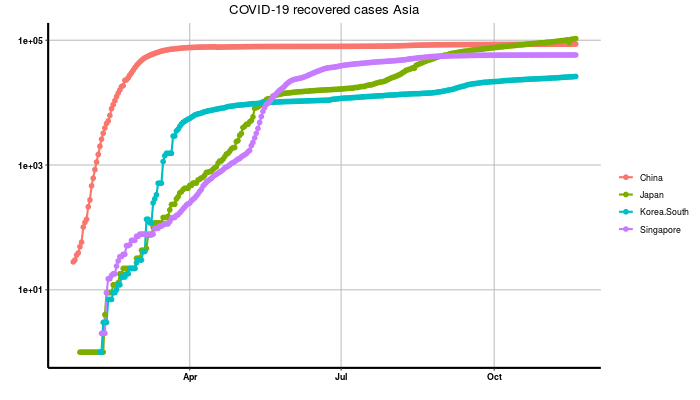 COVID-19 recovered cases Asia
1e+05
1e+03
1e+01
Apr
Jul
Oct
China
Japan
Korea.South
Singapore